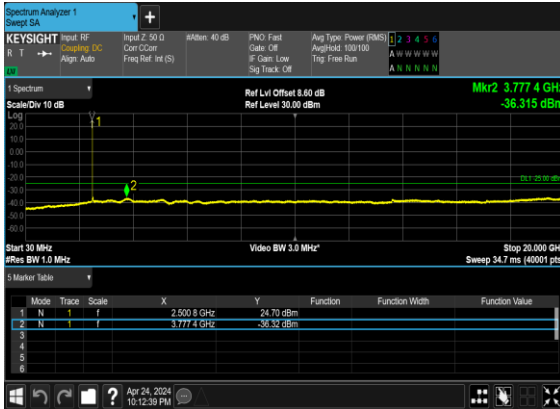 Spectrum Analyzer 1
Swept SA
+
KEYSIGHT Input: RF Input Z: 50 Ω #Atten: 40 dB PNO: Fast Avg Type: Power (RMS) 1 2 3 4 5 6
R T Coupling: DC Corr CCorr Gate: Off Avg|Hold: 100/100 A W W W W W
Align: Auto Freq Ref: Int (S) IF Gain: Low Trig: Free Run
Sig Track: Off A N N N N N
1 Spectrum Ref Lvl Offset 8.60 dB Mkr2 3.777 4 GHz
Scale/Div 10 dB Ref Level 30.00 dBm -36.315 dBm
Log
1
20.0
10.0
0.00
-10.0
-20.0 DL1 -25.00 dBm
-30.0 2
-40.0
-50.0
-60.0
Start 30 MHz Video BW 3.0 MHz* Stop 20.000 GHz
#Res BW 1.0 MHz Sweep 34.7 ms (40001 pts)
5 Marker Table
Mode Trace Scale X Y Function Function Width Function Value
1 N 1 f 2.500 8 GHz 24.70 dBm
2 N 1 f 3.777 4 GHz -36.32 dBm
3
4
5
6
? Apr 24, 2024
10:12:39 PM